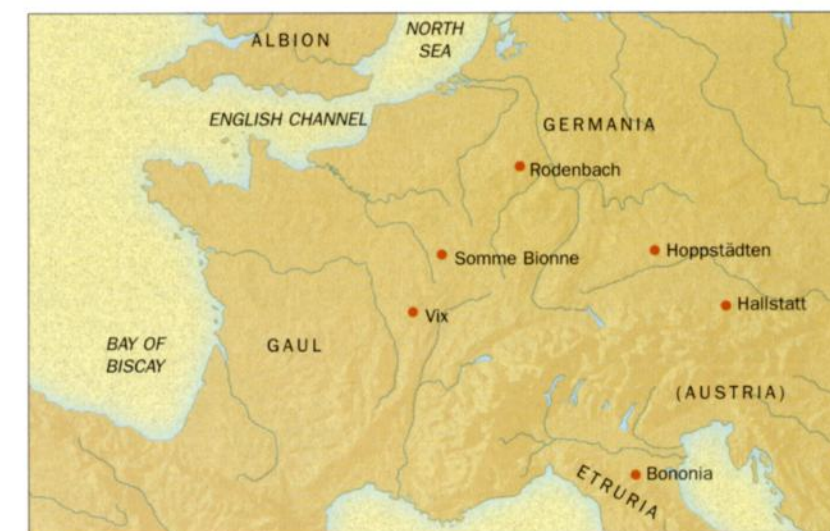 NORTH
SEA
ALBION
ENGLISH CHANNEL
GERMANIA
Rodenbach
Somme Bionne
Hoppstädten
Hallstatt
Vix
BAY OF
BISCAY
GAUL
(AUSTRIA)
ETRURIA
Bononia